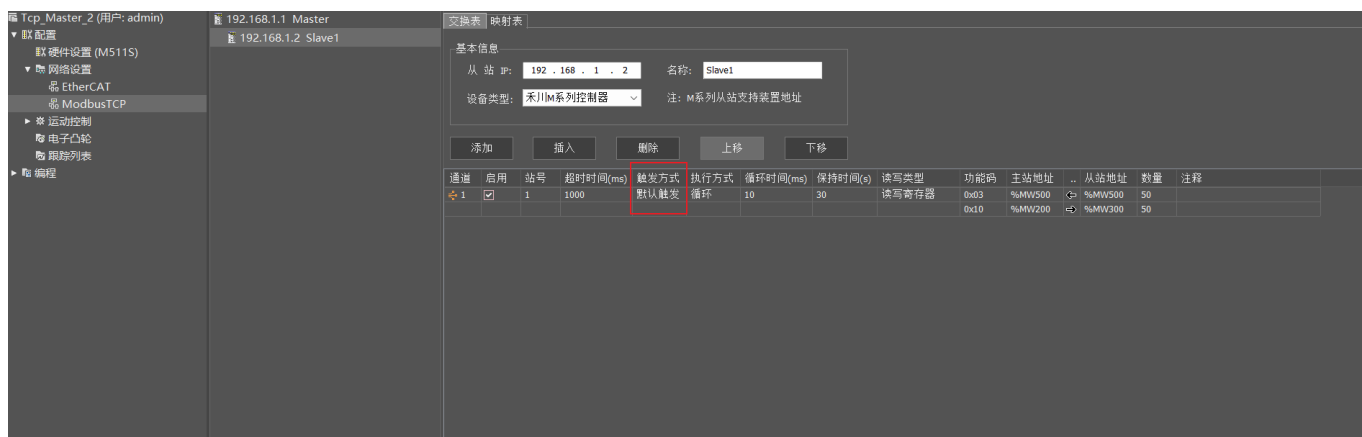 Tcp_Master_2 (用户: admin)
配置
硬件设置 (M511S)
网络设置
EtherCAT
ModbusTCP
运动控制
电子凸轮
跟踪列表
编程
192.168.1.1 Master
192.168.1.2 Slave1
交换表 映射表
基本信息
从 站 IP: 192 . 168 . 1 . 2 名称: Slave1
设备类型: 禾川M系列控制器 注: M系列从站支持装置地址
添加 插入 删除 上移 下移
通道 启用 站号 超时时间(ms) 触发方式 执行方式 循环时间(ms) 保持时间(s) 读写类型 功能码 主站地址 .. 从站地址 数量 注释
1 1 1000 默认触发 循环 10 30 读写寄存器 0x03 %MW500 %MW500 50
0x10 %MW200 %MW300 50